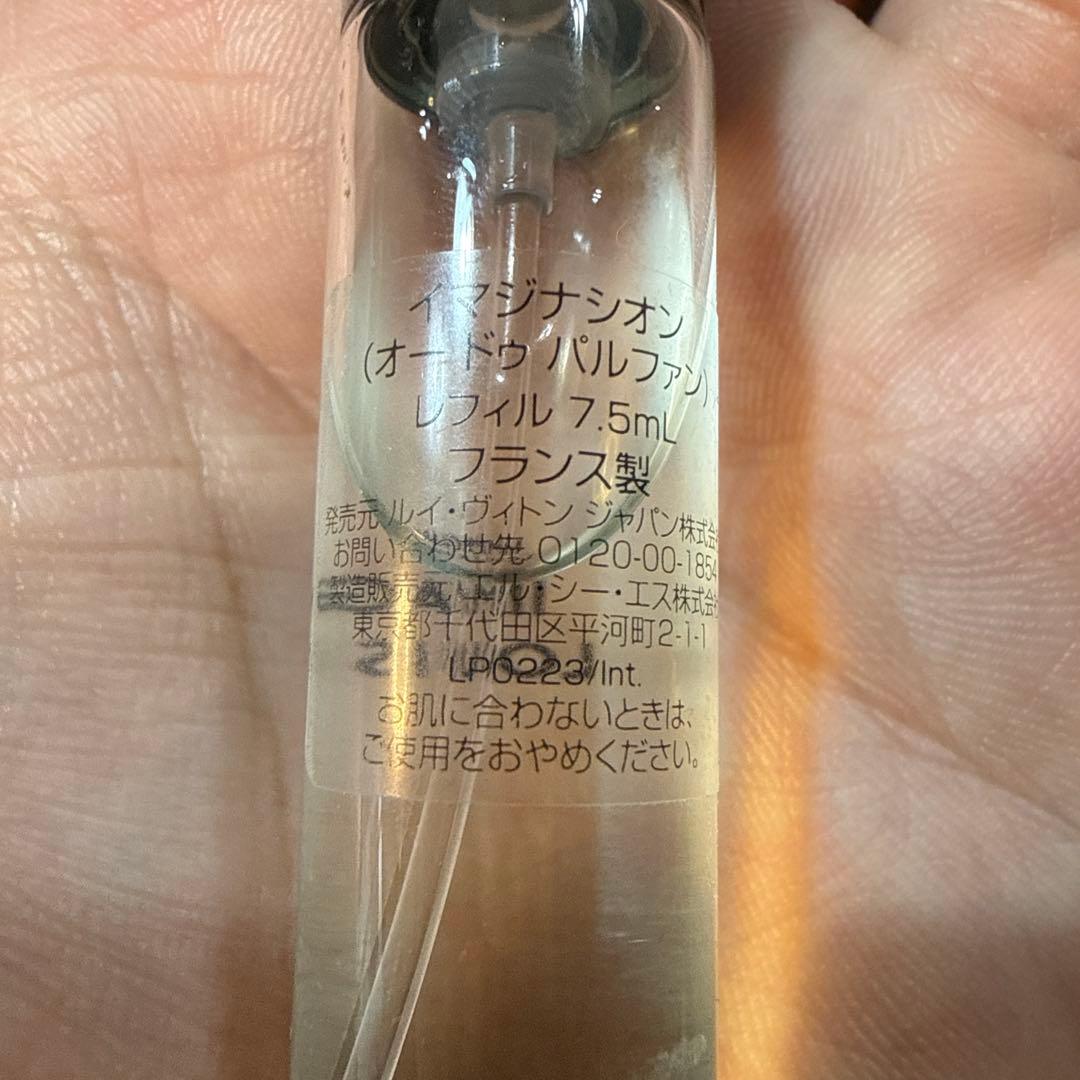 イマジナシオン
(オー ドゥ パルファン)
レフィル 7.5mL
フランス製
発売元 ルイ・ヴィトン ジャパン株式会
お問い合わせ先 0120-00-1854
製造販売元 エル・シー・エス株式会
東京都千代田区平河町2-1-1
LP0223/Int.
お肌に合わないときは、
ご使用をおやめください。